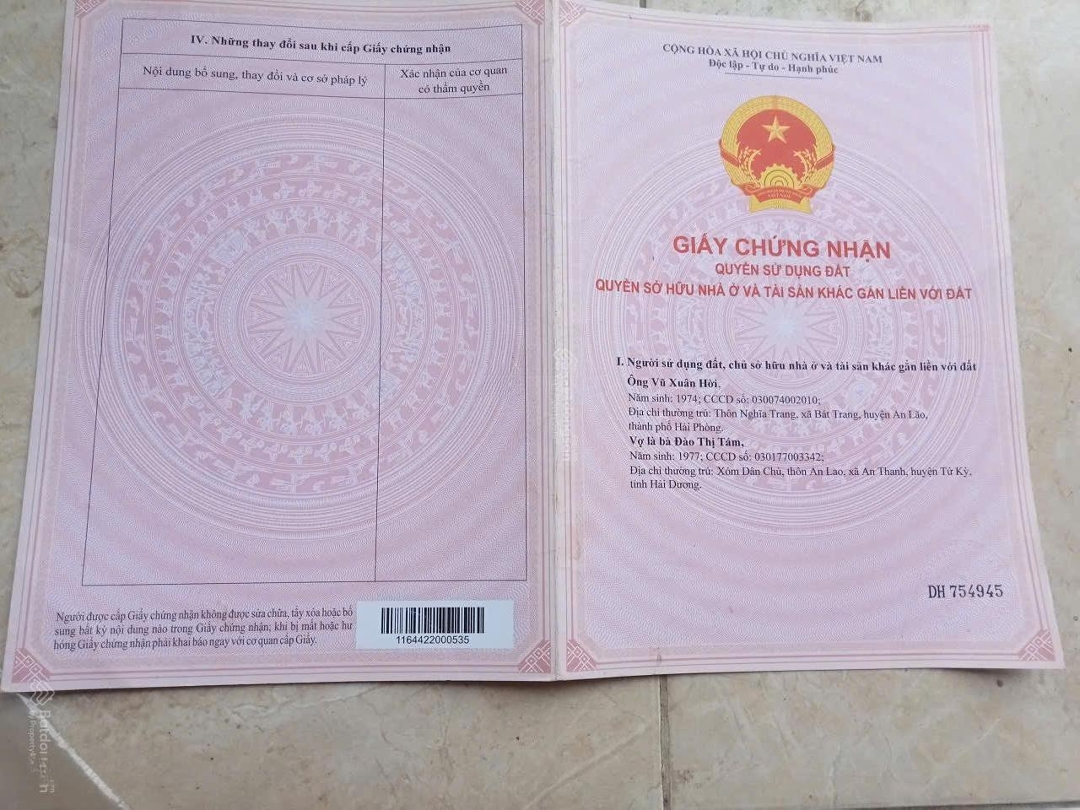 IV. Những thay đổi sau khi cấp Giấy chứng nhận
Nội dung bổ sung, thay đổi và cơ sở pháp lý
Xác nhận của cơ quan
có thẩm quyền
Người được cấp Giấy chứng nhận không được sửa chữa, tẩy xóa hoặc bổ
sung bất kỳ nội dung nào trong Giấy chứng nhận; khi bị mất hoặc hư
hỏng Giấy chứng nhận phải khai báo ngay với cơ quan cấp Giấy.
1164422000535
CỘNG HÒA XÃ HỘI CHỦ NGHĨA VIỆT NAM
Độc lập - Tự do - Hạnh phúc
GIẤY CHỨNG NHẬN
QUYỀN SỬ DỤNG ĐẤT
QUYỀN SỞ HỮU NHÀ Ở VÀ TÀI SẢN KHÁC GẮN LIỀN VỚI ĐẤT
I. Người sử dụng đất, chủ sở hữu nhà ở và tài sản khác gắn liền với đất
Ông Vũ Xuân Hời,
Năm sinh: 1974; CCCD số: 030074002010;
Địa chỉ thường trú: Thôn Nghĩa Trang, xã Bát Trang, huyện An Lão,
thành phố Hải Phòng.
Vợ là bà Đào Thị Tám,
Năm sinh: 1977; CCCD số: 030177003342;
Địa chỉ thường trú: Xóm Dân Chủ, thôn An Lao, xã An Thanh, huyện Tứ Kỳ,
tỉnh Hải Dương.
DH 754945